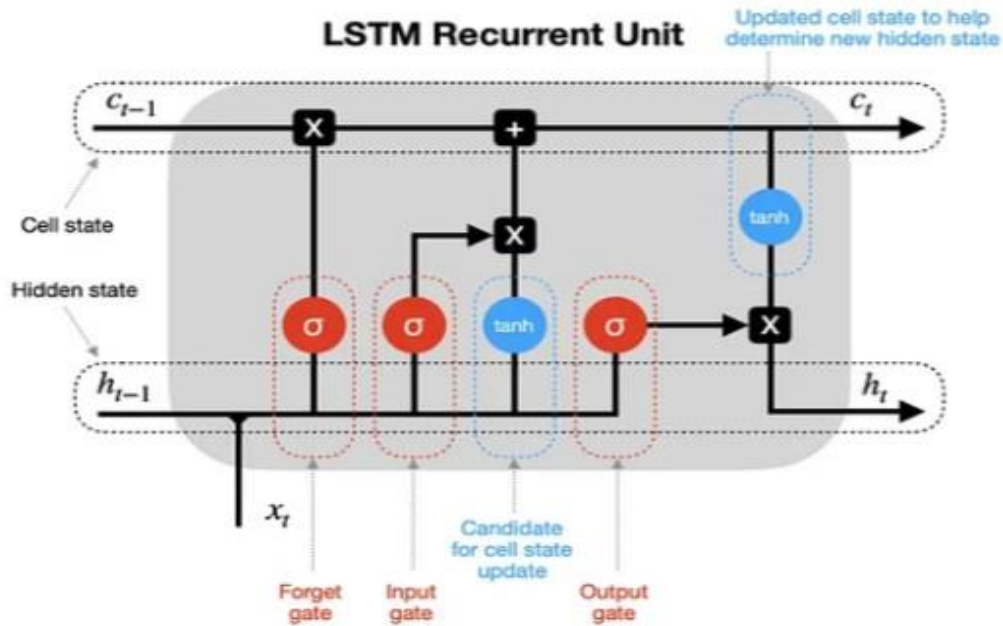 LSTM Recurrent Unit
Updated cell state to help
determine new hidden state
c_{t-1}
c_t
X
+
Cell state
X
tanh
Hidden state
σ
σ
tanh
σ
X
h_{t-1}
h_t
x_t
Candidate
for cell state
update
Forget
gate
Input
gate
Output
gate